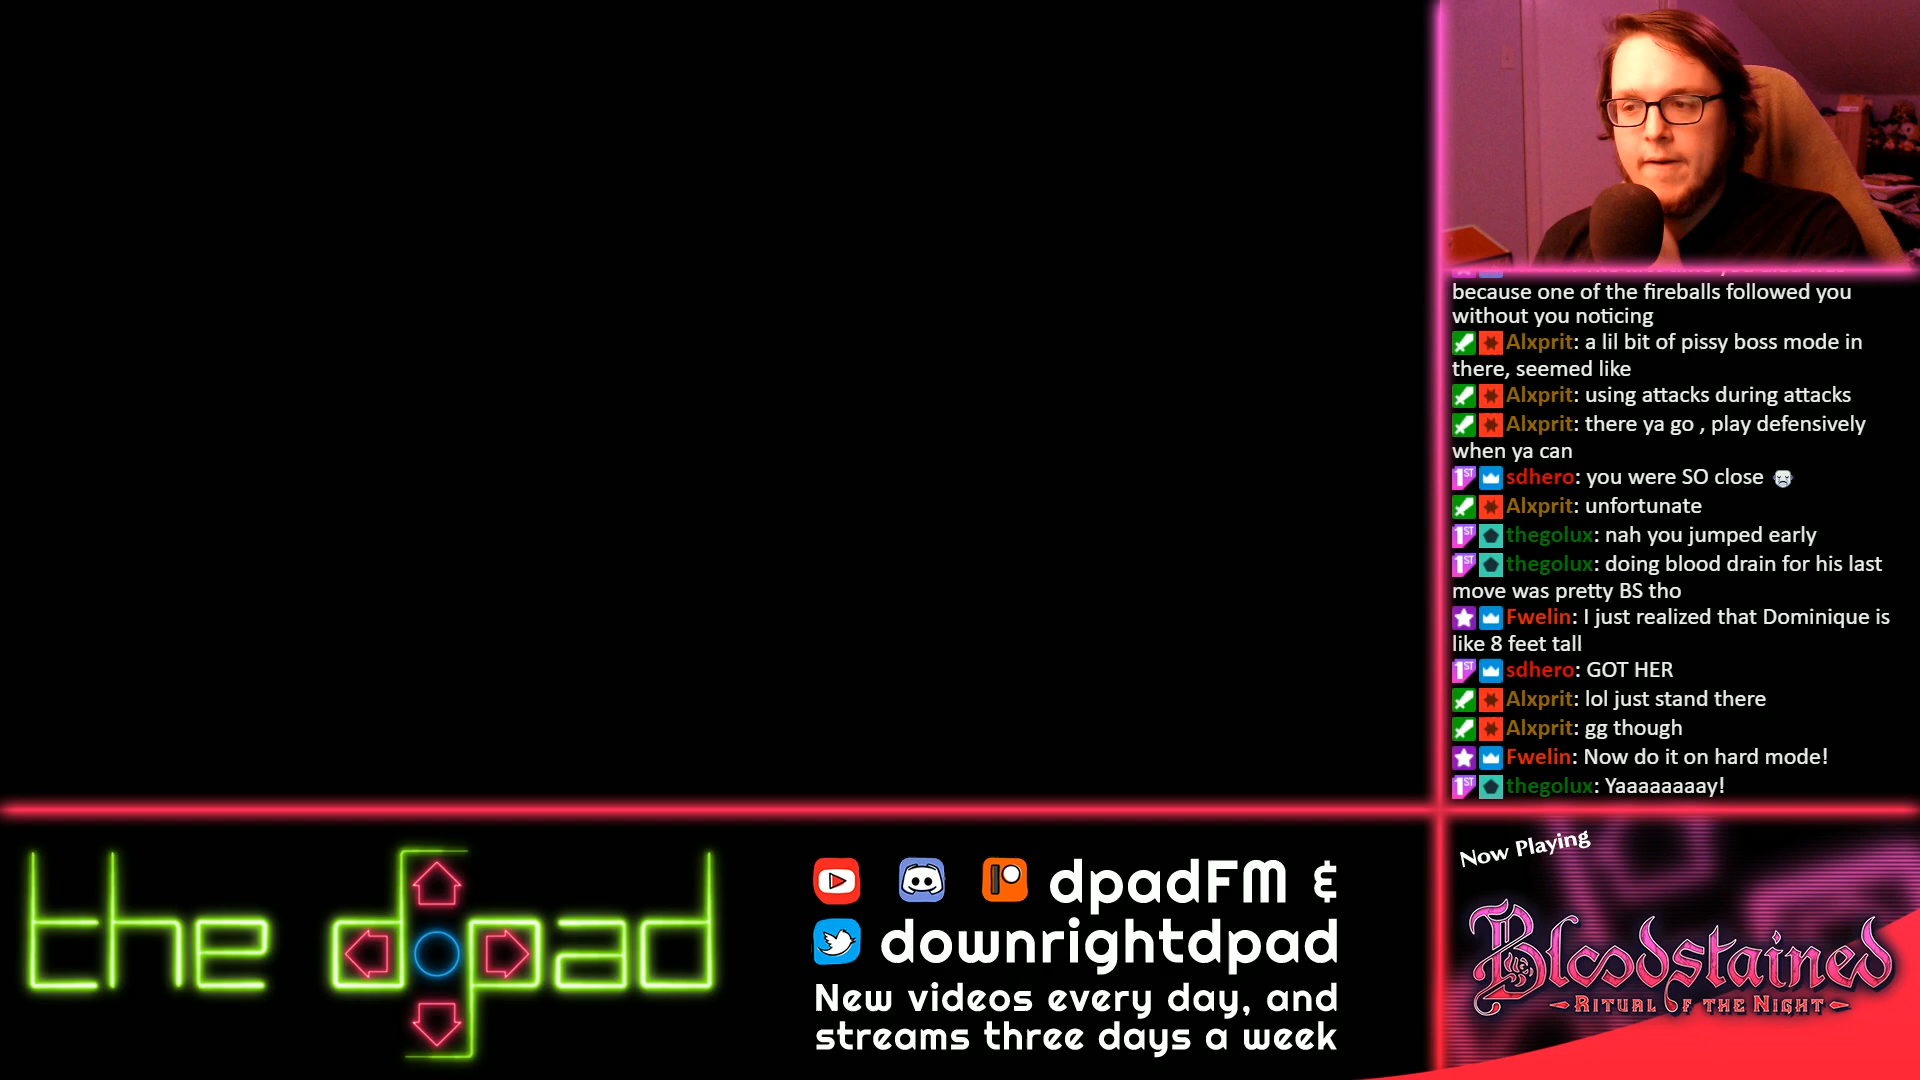 because one of the fireballs followed you
without you noticing
Alxprit: a lil bit of pissy boss mode in
there, seemed like
Alxprit: using attacks during attacks
Alxprit: there ya go , play defensively
when ya can
1ST sdhero: you were SO close
Alxprit: unfortunate
1ST thegolux: nah you jumped early
1ST thegolux: doing blood drain for his last
move was pretty BS tho
Fwelin: I just realized that Dominique is
like 8 feet tall
1ST sdhero: GOT HER
Alxprit: lol just stand there
Alxprit: gg though
Fwelin: Now do it on hard mode!
1ST thegolux: Yaaaaaaaay!
the dpad
dpadFM &
downrightdpad
New videos every day, and
streams three days a week
Now Playing
Bloodstained
RITUAL OF THE NIGHT